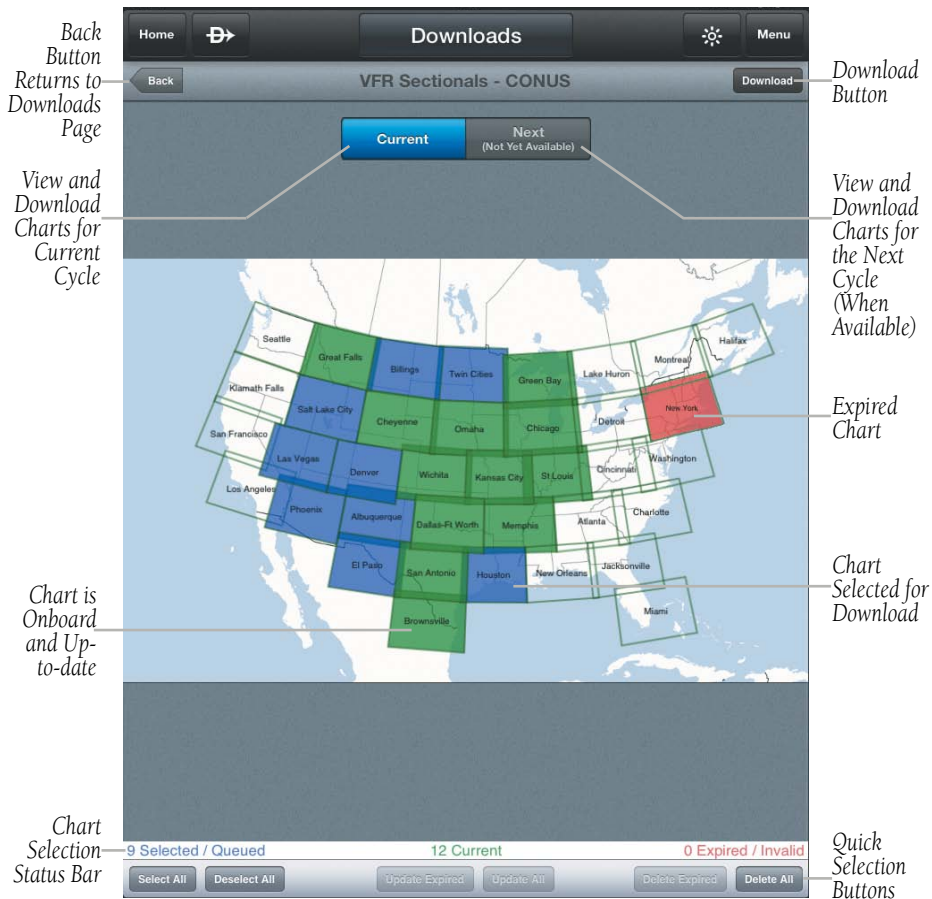 Home
Downloads
Menu
Back
VFR Sectionals - CONUS
Download
Current
Next
(Not Yet Available)
Back
Button
Returns to
Downloads
Page
Download
Button
View and
Download
Charts for
Current
Cycle
View and
Download
Charts for
the Next
Cycle
(When
Available)
Seattle
Great Falls
Billings
Twin Cities
Green Bay
Lake Huron
Montreal
Halifax
Klamath Falls
Salt Lake City
Cheyenne
Omaha
Chicago
Detroit
New York
San Francisco
Las Vegas
Denver
Wichita
Kansas City
St Louis
Cincinnati
Washington
Los Angeles
Phoenix
Albuquerque
Dallas-Ft Worth
Memphis
Atlanta
Charlotte
El Paso
San Antonio
Houston
New Orleans
Jacksonville
Brownsville
Miami
Expired
Chart
Chart
Selected for
Download
Chart is
Onboard
and Up-
to-date
Chart
Selection
Status Bar
9 Selected / Queued
12 Current
0 Expired / Invalid
Select All
Deselect All
Update Expired
Update All
Delete Expired
Delete All
Quick
Selection
Buttons